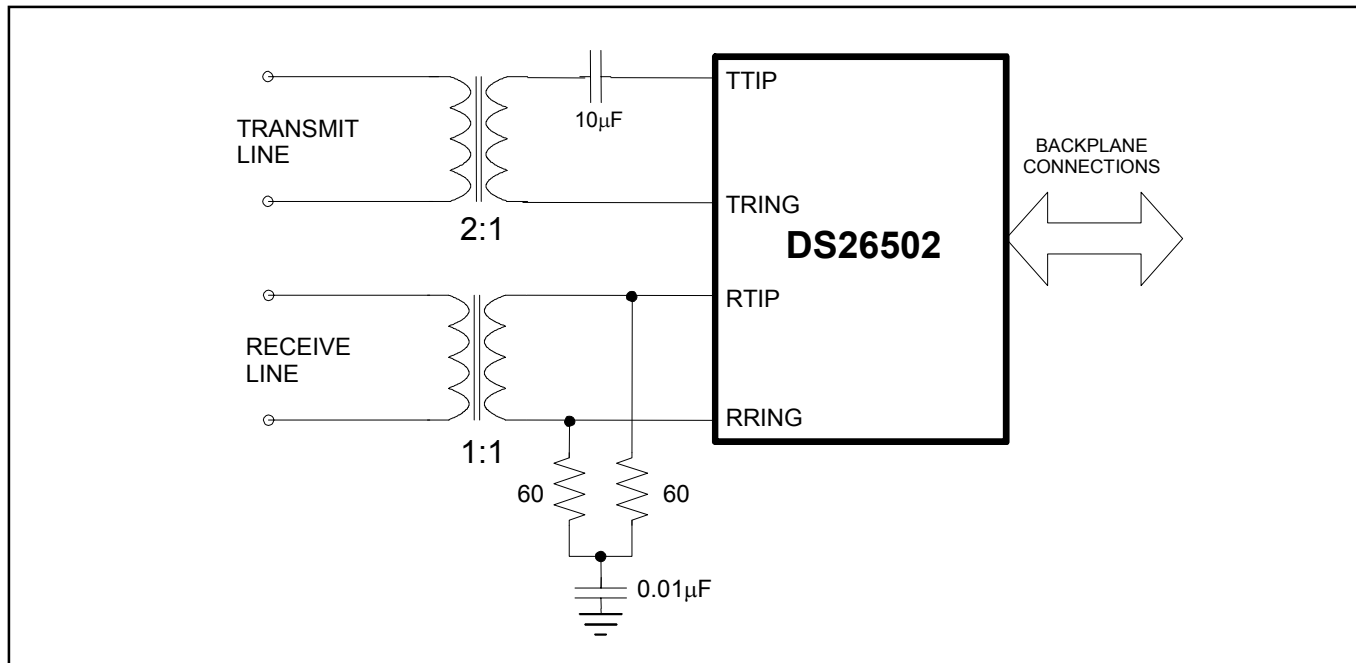 TRANSMIT
LINE
10µF
2:1
TTIP
TRING
DS26502
BACKPLANE
CONNECTIONS
RECEIVE
LINE
1:1
RTIP
RRING
60
60
0.01µF